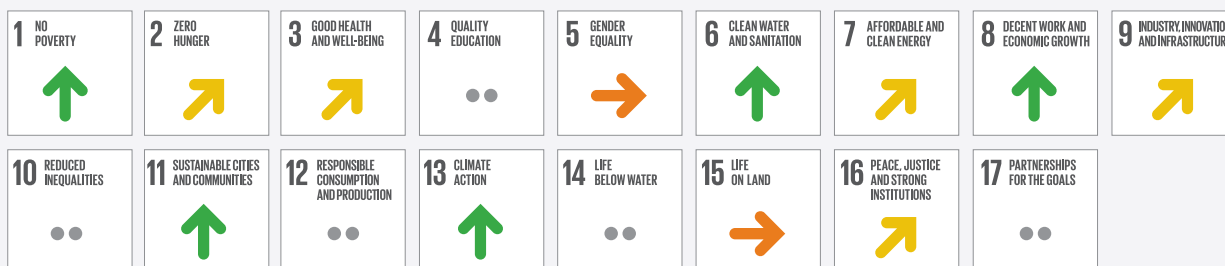 1 NO
POVERTY
2 ZERO
HUNGER
3 GOOD HEALTH
AND WELL-BEING
4 QUALITY
EDUCATION
5 GENDER
EQUALITY
6 CLEAN WATER
AND SANITATION
7 AFFORDABLE AND
CLEAN ENERGY
8 DECENT WORK AND
ECONOMIC GROWTH
9 INDUSTRY, INNOVATIO
AND INFRASTRUCTUR
10 REDUCED
INEQUALITIES
11 SUSTAINABLE CITIES
AND COMMUNITIES
12 RESPONSIBLE
CONSUMPTION
AND PRODUCTION
13 CLIMATE
ACTION
14 LIFE
BELOW WATER
15 LIFE
ON LAND
16 PEACE, JUSTICE
AND STRONG
INSTITUTIONS
17 PARTNERSHIPS
FOR THE GOALS